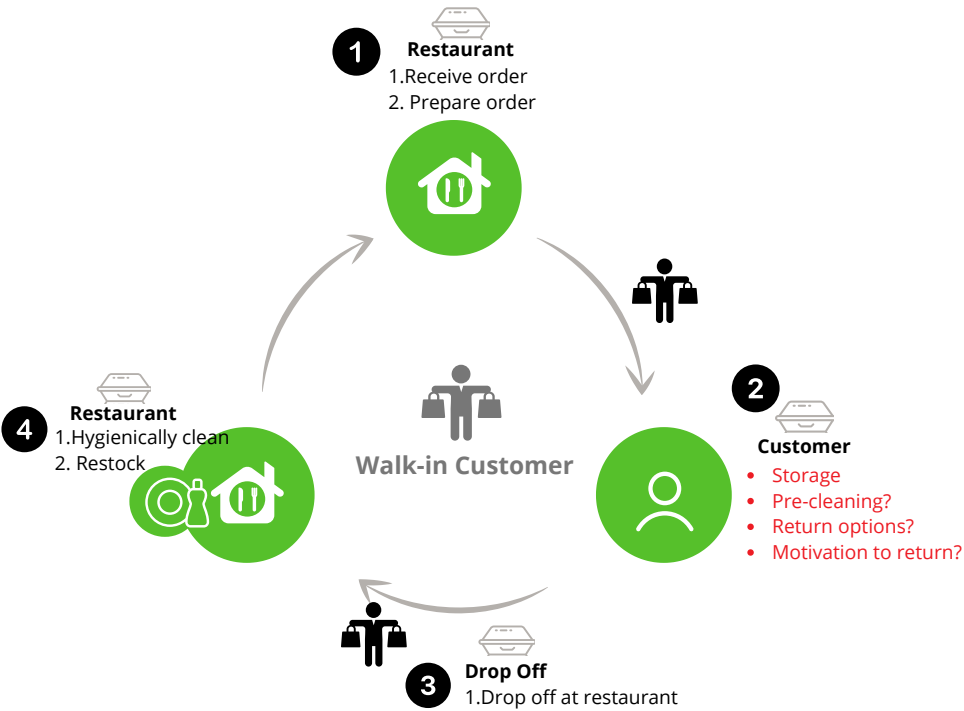 1
Restaurant
1.Receive order
2. Prepare order
2
Customer
• Storage
• Pre-cleaning?
• Return options?
• Motivation to return?
3
Drop Off
1.Drop off at restaurant
4
Restaurant
1.Hygienically clean
2. Restock
Walk-in Customer